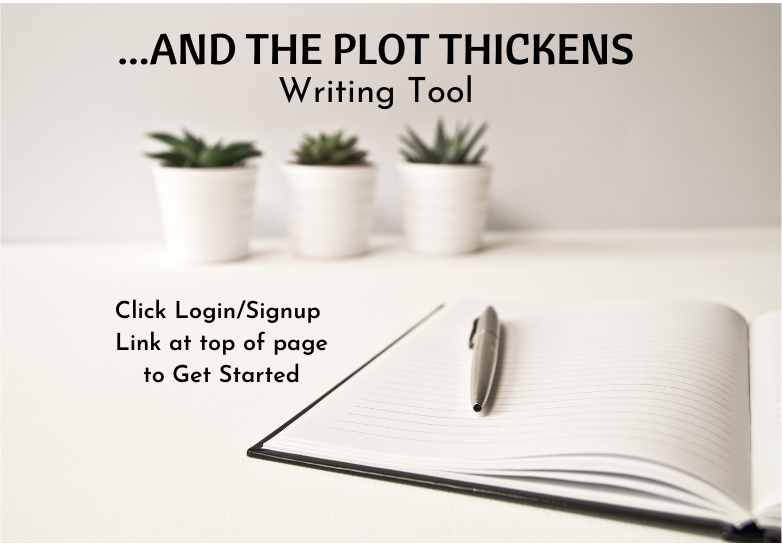 ...AND THE PLOT THICKENS
Writing Tool
Click Login/Signup
Link at top of page
to Get Started